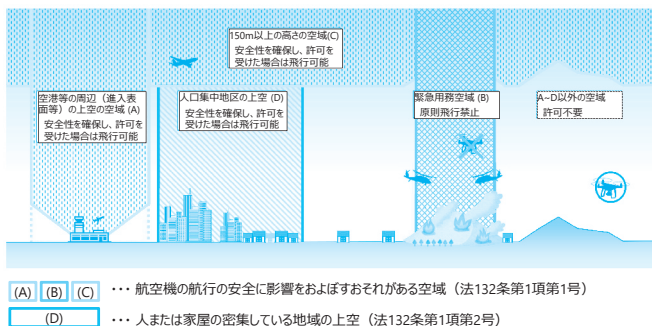 150m以上の高さの空域(C)
安全性を確保し、許可を
受けた場合は飛行可能
空港等の周辺（進入表
面等）の上空の空域 (A)
安全性を確保し、許可を
受けた場合は飛行可能
人口集中地区の上空 (D)
安全性を確保し、許可を
受けた場合は飛行可能
緊急用務空域 (B)
原則飛行禁止
A~D以外の空域
許可不要
(A) (B) (C) ・・・ 航空機の航行の安全に影響をおよぼすおそれがある空域（法132条第1項第1号）
(D) ・・・ 人または家屋の密集している地域の上空（法132条第1項第2号）